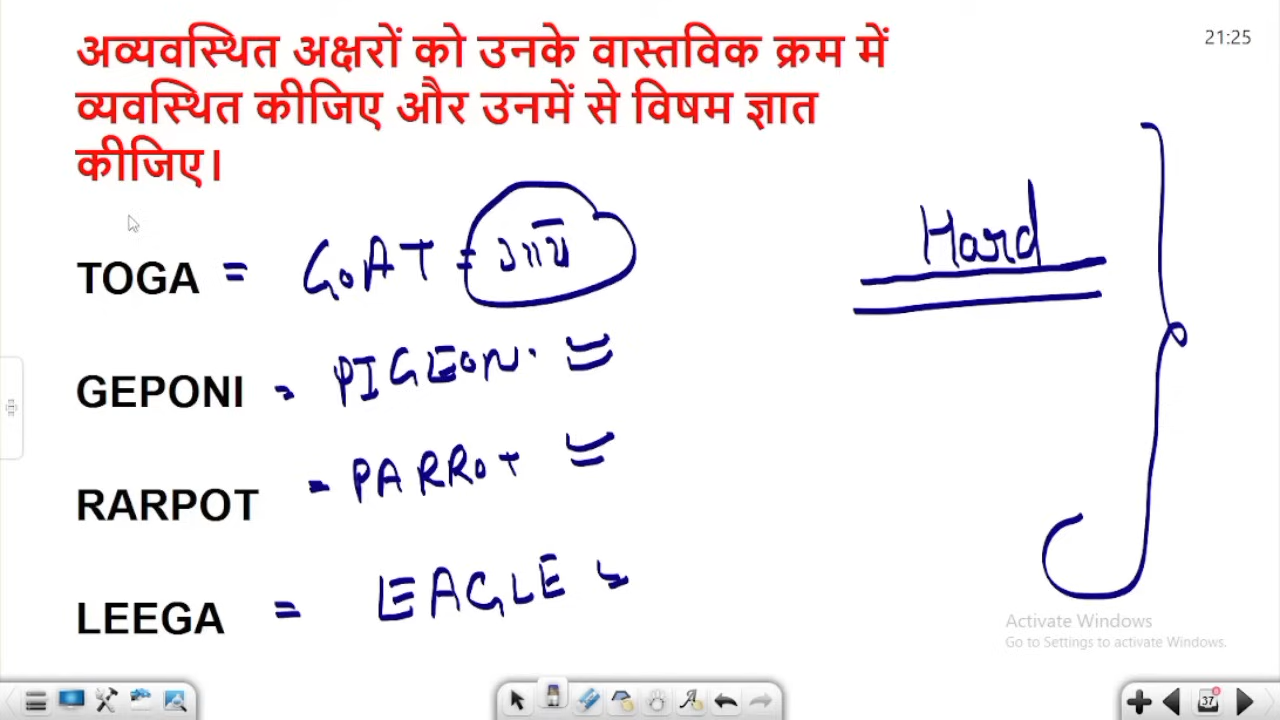 21:25
अव्यवस्थित अक्षरों को उनके वास्तविक क्रम में
व्यवस्थित कीजिए और उनमें से विषम ज्ञात
कीजिए।
Hard
TOGA = GOAT =
GEPONI = PIGEON
RARPOT = PARROT
LEEGA = EAGLE
Activate Windows
Go to Settings to activate Windows.
37